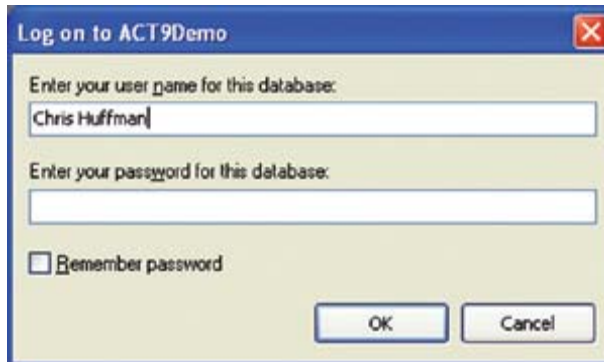 Log on to ACT9Demo
Enter your user name for this database:
Chris Huffman
Enter your password for this database:
Remember password
OK Cancel